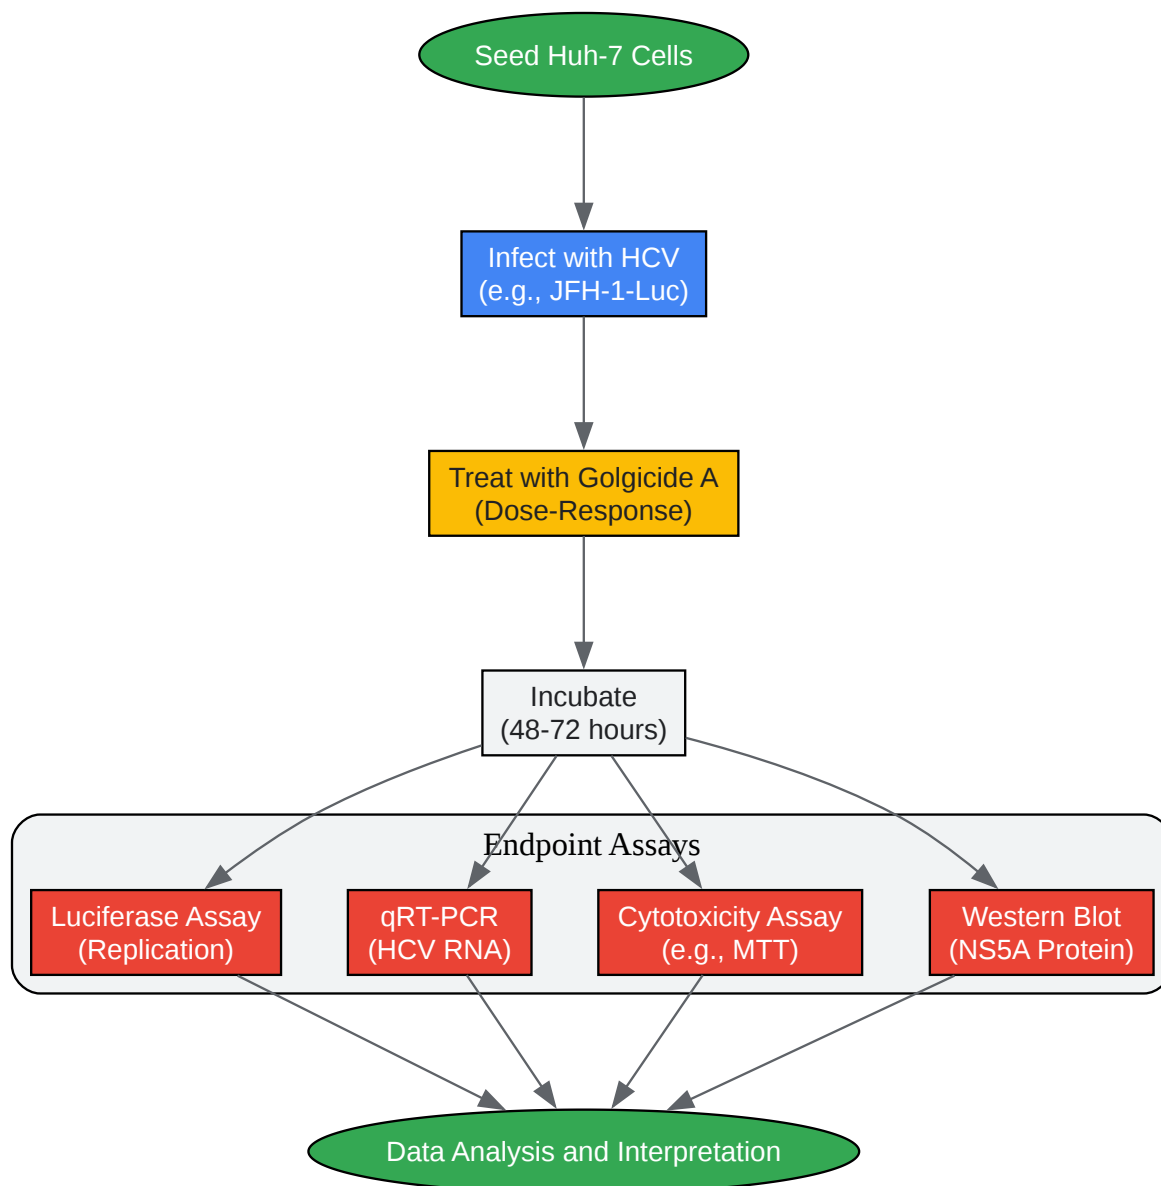 Seed Huh-7 Cells
Infect with HCV
(e.g., JFH-1-Luc)
Treat with Golgicide A
(Dose-Response)
Incubate
(48-72 hours)
Endpoint Assays
Luciferase Assay
(Replication)
qRT-PCR
(HCV RNA)
Cytotoxicity Assay
(e.g., MTT)
Western Blot
(NS5A Protein)
Data Analysis and Interpretation